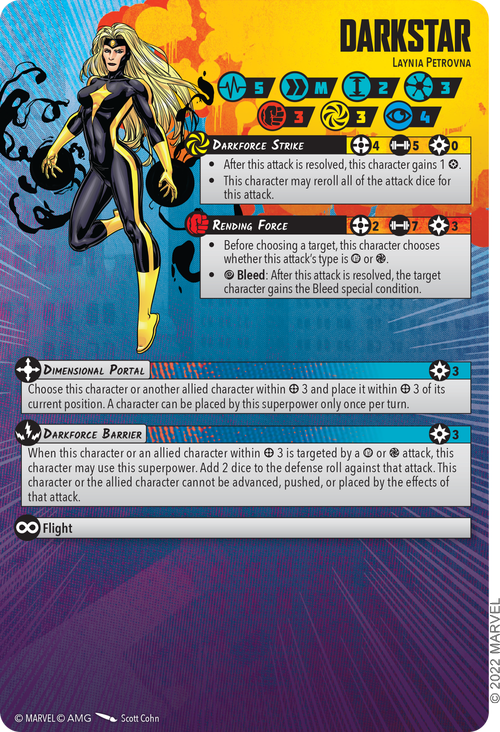 DARKSTAR
LAYNIA PETROVNA
5 M 2 3
3 3 4
DARKFORCE STRIKE 4 5 0
• After this attack is resolved, this character gains 1 .
• This character may reroll all of the attack dice for
this attack.
RENDING FORCE 2 7 3
• Before choosing a target, this character chooses
whether this attack's type is or .
• Bleed: After this attack is resolved, the target
character gains the Bleed special condition.
DIMENSIONAL PORTAL 3
Choose this character or another allied character within 3 and place it within 3 of its
current position. A character can be placed by this superpower only once per turn.
DARKFORCE BARRIER 3
When this character or an allied character within 3 is targeted by a or attack, this
character may use this superpower. Add 2 dice to the defense roll against that attack. This
character or the allied character cannot be advanced, pushed, or placed by the effects of
that attack.
Flight
© MARVEL © AMG Scott Cohn
© 2022 MARVEL